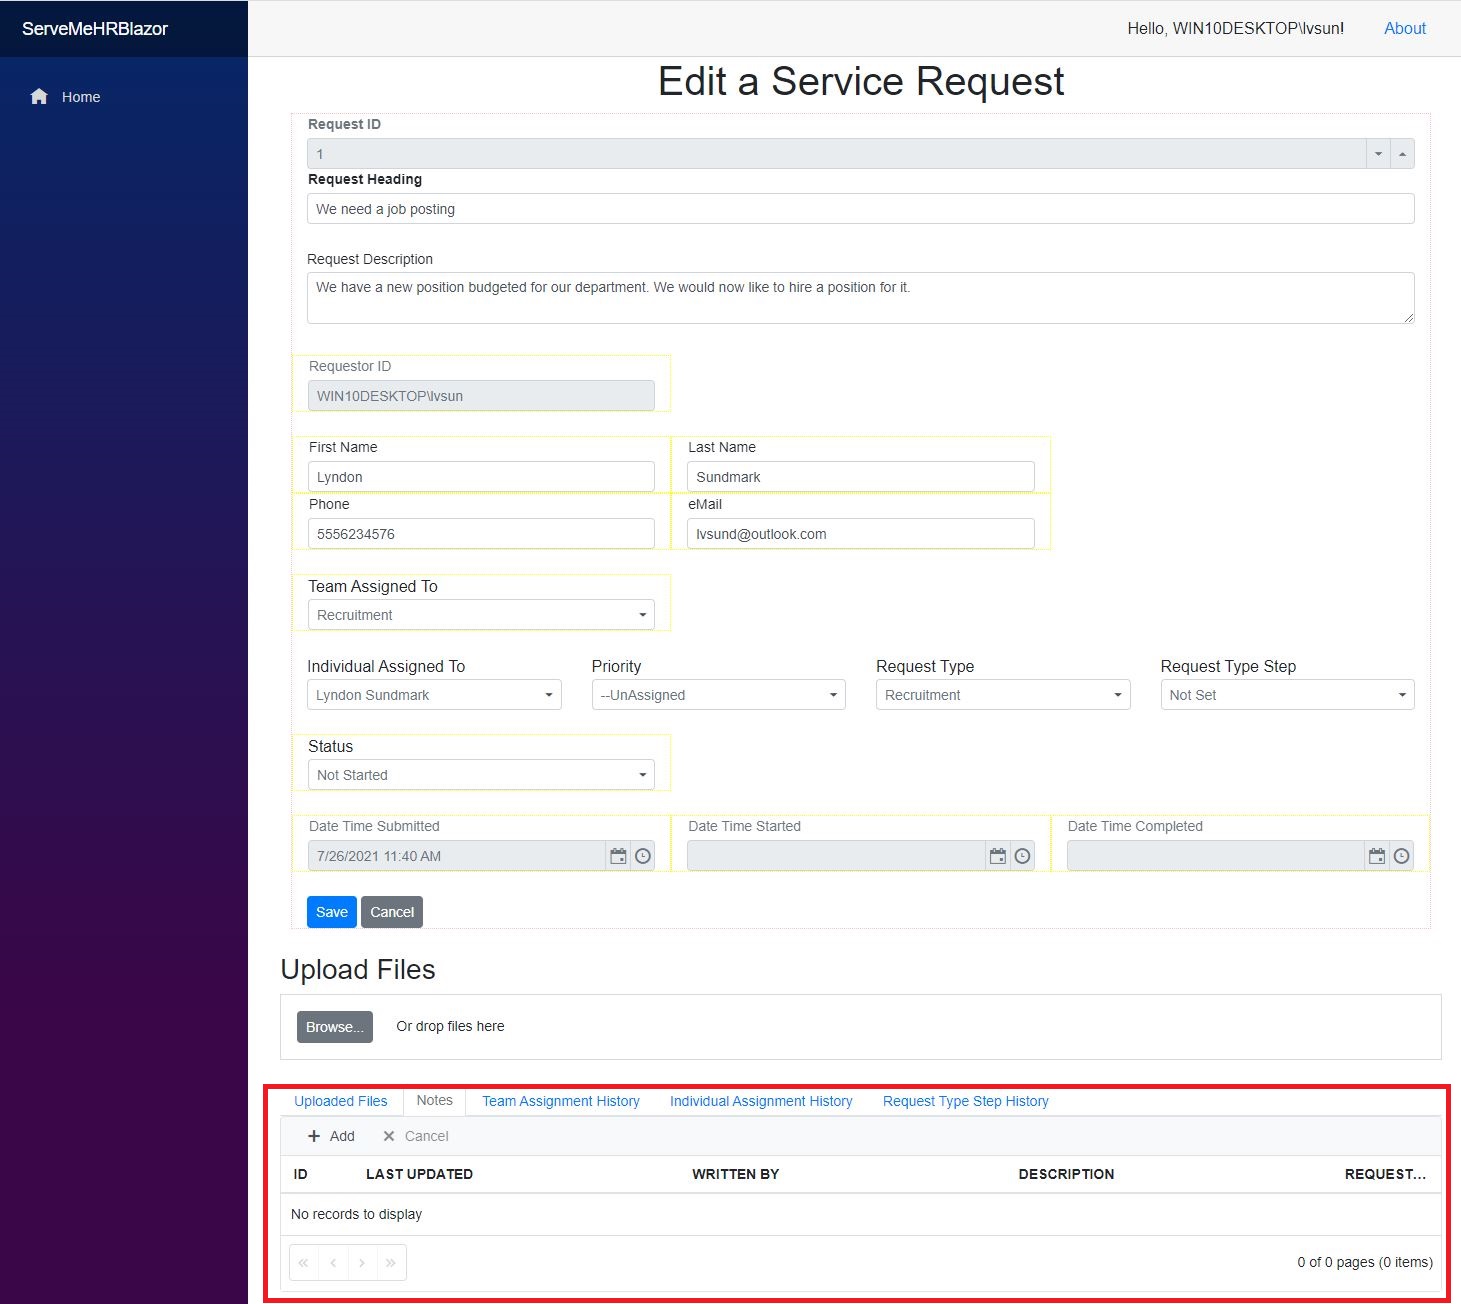 ServeMeHRBlazor
Hello, WIN10DESKTOP\lvsun!
About
Home
Edit a Service Request
Request ID
1
Request Heading
We need a job posting
Request Description
We have a new position budgeted for our department. We would now like to hire a position for it.
Requestor ID
WIN10DESKTOP\lvsun
First Name
Last Name
Lyndon
Sundmark
Phone
eMail
5556234576
lvsund@outlook.com
Team Assigned To
Recruitment
Individual Assigned To
Priority
Request Type
Request Type Step
Lyndon Sundmark
--UnAssigned
Recruitment
Not Set
Status
Not Started
Date Time Submitted
Date Time Started
Date Time Completed
7/26/2021 11:40 AM
Save
Cancel
Upload Files
Browse...
Or drop files here
Uploaded Files
Notes
Team Assignment History
Individual Assignment History
Request Type Step History
Add
Cancel
ID
LAST UPDATED
WRITTEN BY
DESCRIPTION
REQUEST...
No records to display
0 of 0 pages (0 items)